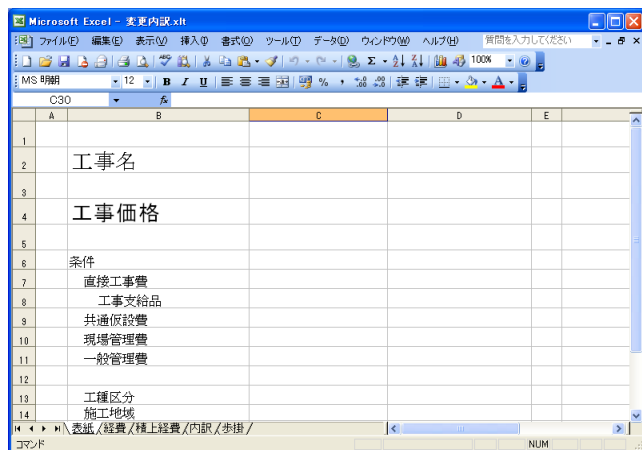 Microsoft Excel - 変更内訳.xlt
ファイル(F) 編集(E) 表示(V) 挿入(I) 書式(O) ツール(T) データ(D) ウィンドウ(W) ヘルプ(H) 質問を入力してください
100%
MS 明朝 12 B I U
C30 fx
A B C D E
1
2 工事名
3
4 工事価格
5
6 条件
7 直接工事費
8 工事支給品
9 共通仮設費
10 現場管理費
11 一般管理費
12
13 工種区分
14 施工地域
表紙 経費 積上経費 内訳 歩掛
コマンド NUM